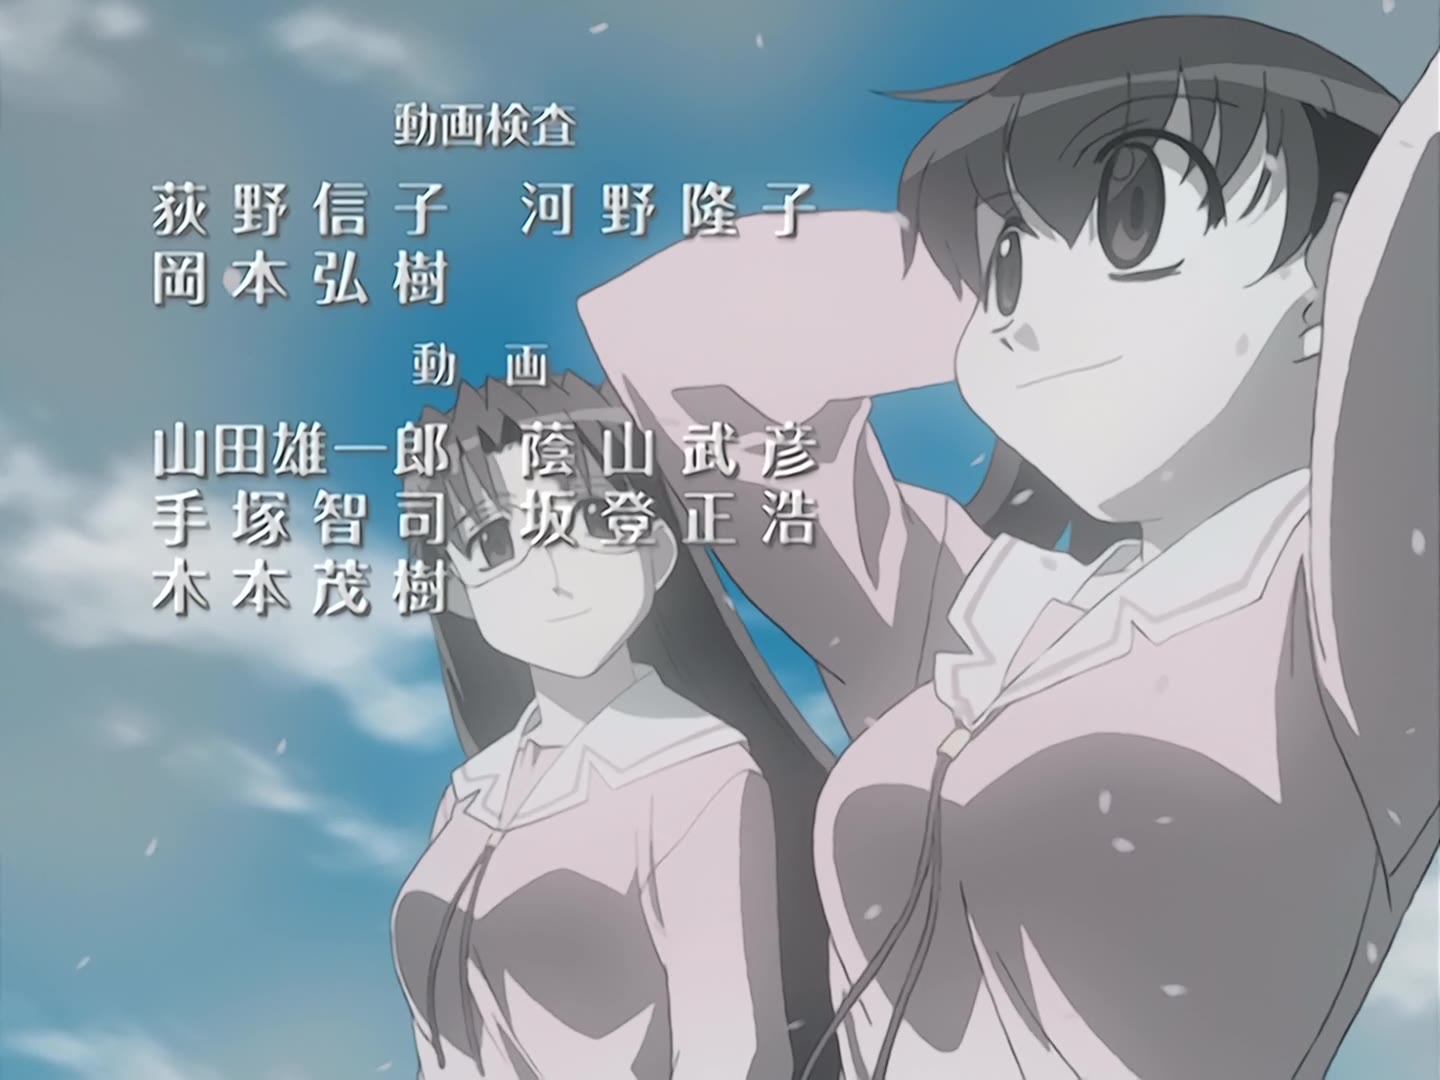 動画検査
荻野信子 河野隆子
岡本弘樹
動 画
山田雄一郎 蔭山武彦
手塚智司 坂登正浩
木本茂樹